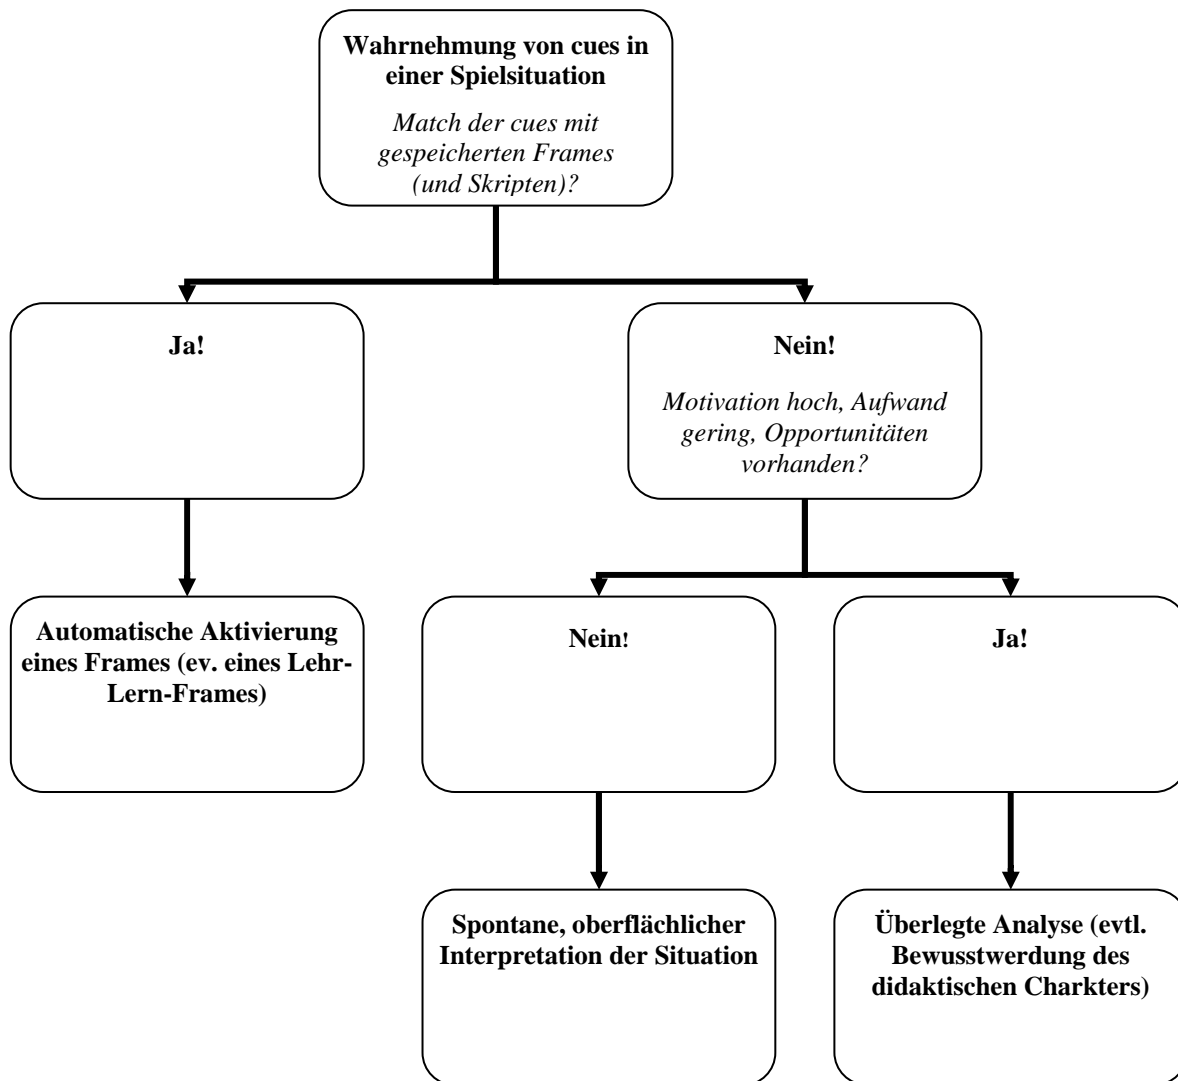 Wahrnehmung von cues in
einer Spielsituation
Match der cues mit
gespeicherten Frames
(und Skripten)?
Ja!
Nein!
Motivation hoch, Aufwand
gering, Opportunitäten
vorhanden?
Automatische Aktivierung
eines Frames (ev. eines Lehr-
Lern-Frames)
Nein!
Ja!
Spontane, oberflächlicher
Interpretation der Situation
Überlegte Analyse (evtl.
Bewusstwerdung des
didaktischen Charkters)